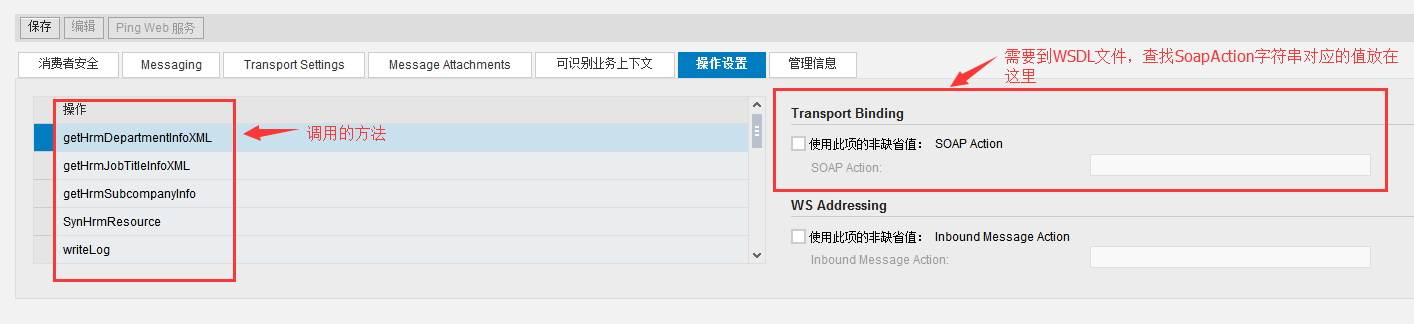 保存 编辑 Ping Web 服务
消费者安全 Messaging Transport Settings Message Attachments 可识别业务上下文 操作设置 管理信息
需要到WSDL文件，查找SoapAction字符串对应的值放在
这里
操作
getHrmDepartmentInfoXML
调用的方法
getHrmJobTitleInfoXML
getHrmSubcompanyInfo
SynHrmResource
writeLog
Transport Binding
使用此项的非缺省值： SOAP Action
SOAP Action:
WS Addressing
使用此项的非缺省值： Inbound Message Action
Inbound Message Action: